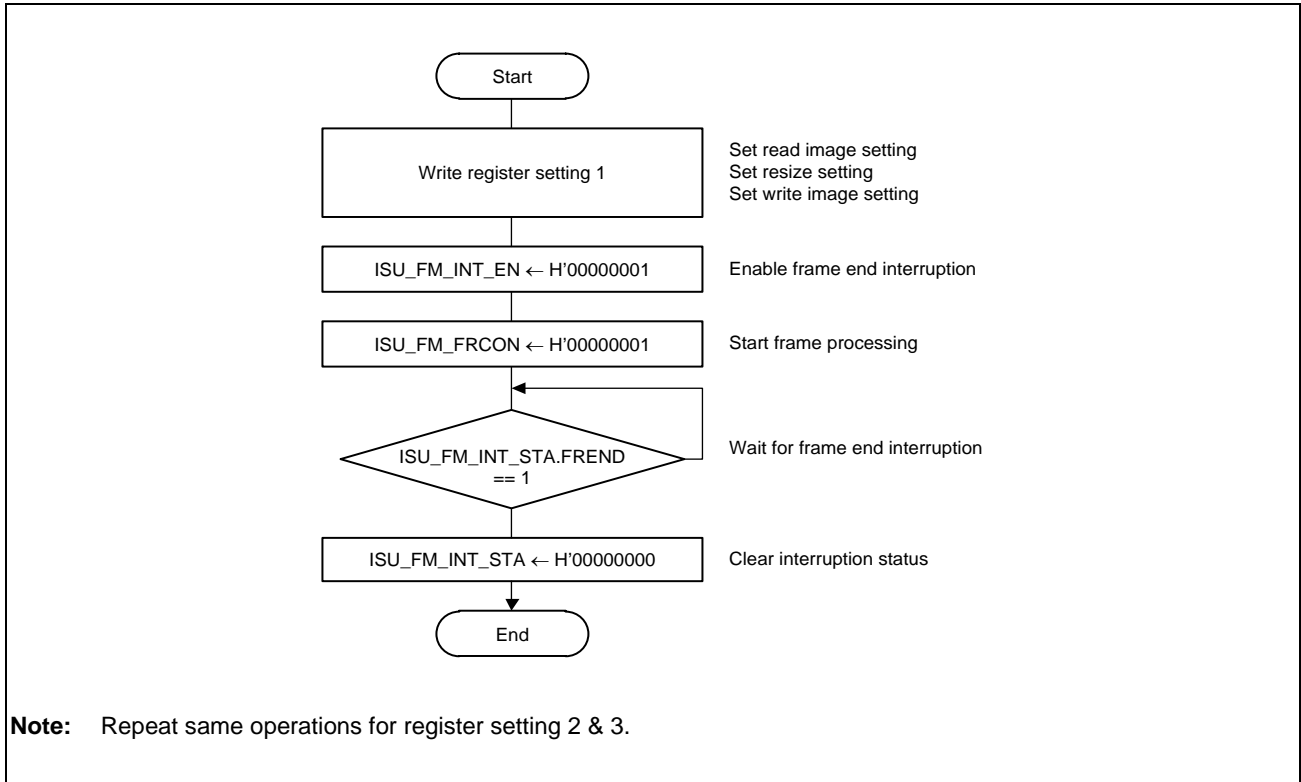 Start
Write register setting 1
Set read image setting
Set resize setting
Set write image setting
ISU_FM_INT_EN ← H’00000001
Enable frame end interruption
ISU_FM_FRCON ← H’00000001
Start frame processing
ISU_FM_INT_STA.FREND
== 1
Wait for frame end interruption
ISU_FM_INT_STA ← H’00000000
Clear interruption status
End
Note: Repeat same operations for register setting 2 & 3.